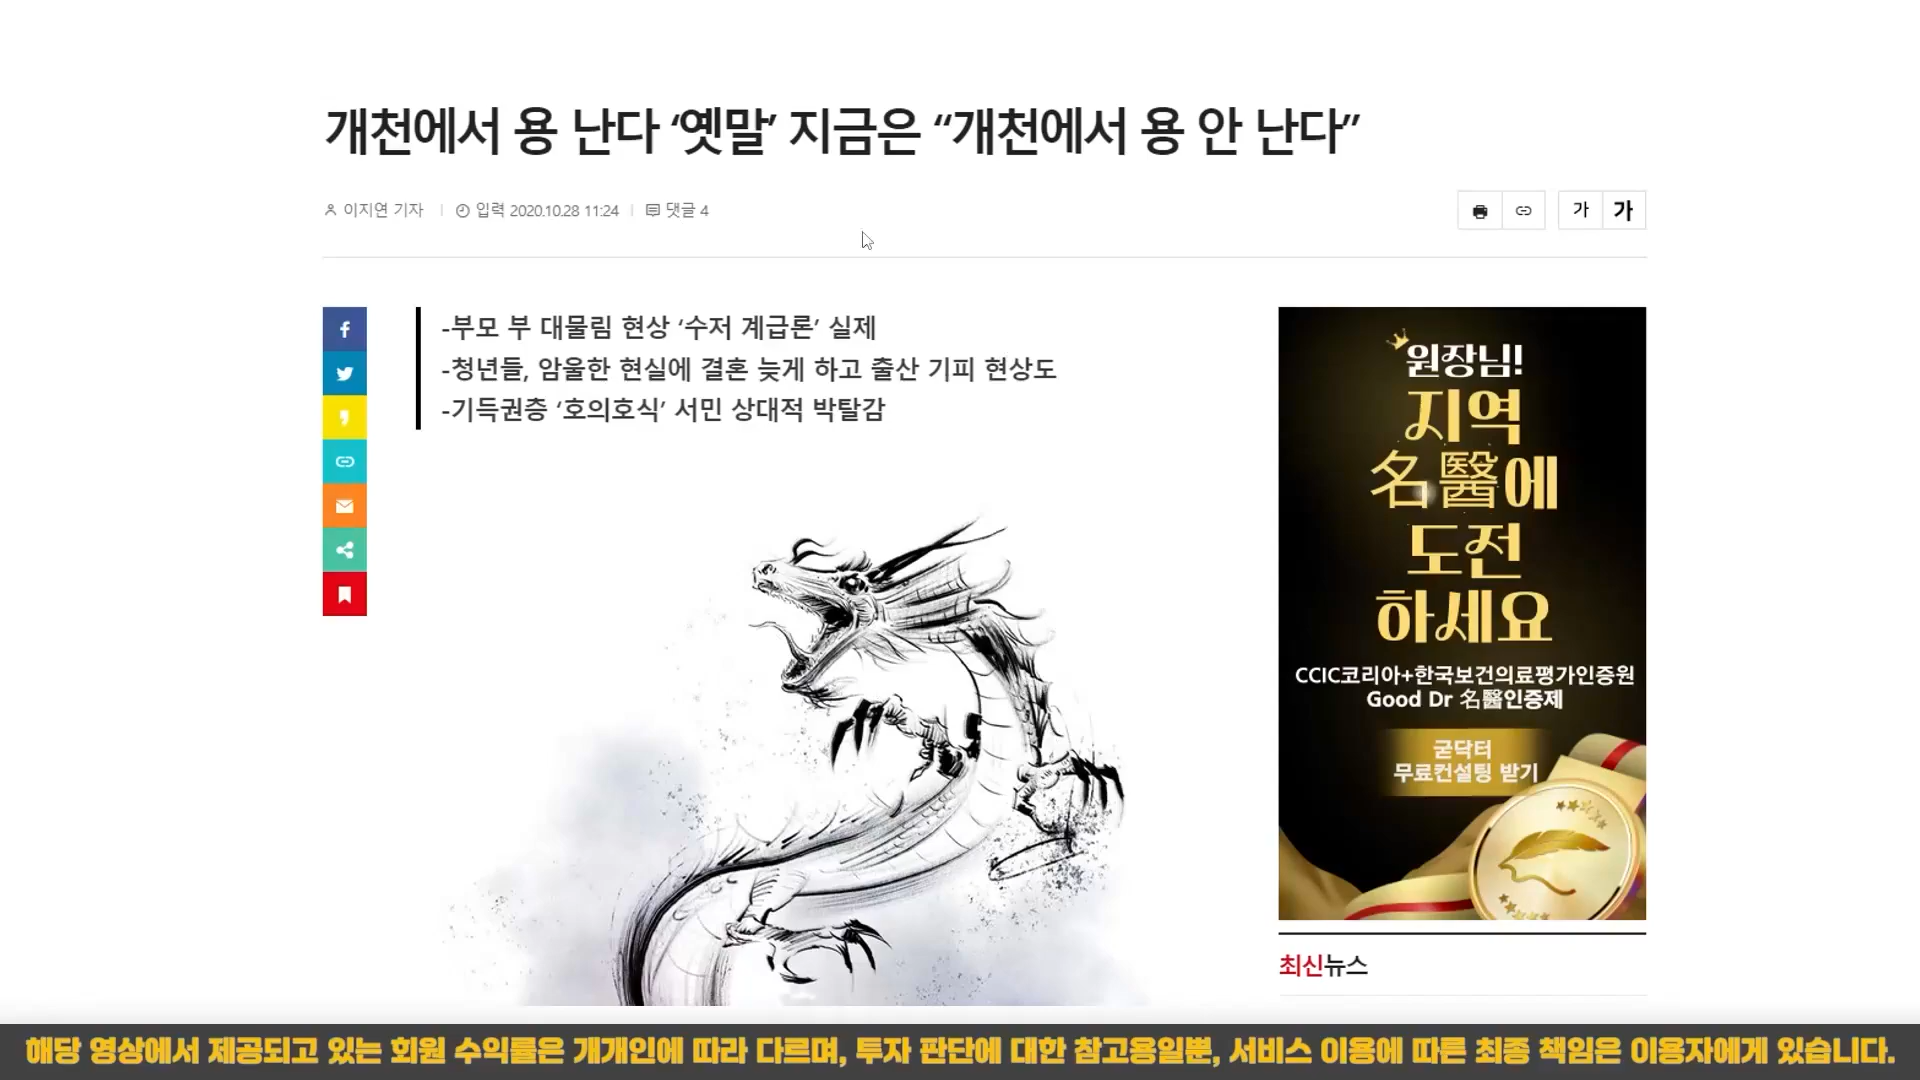 개천에서 용 난다 ‘옛말’ 지금은 “개천에서 용 안 난다”
이지연 기자
입력 2020.10.28 11:24
댓글 4
가 가
-부모 부 대물림 현상 ‘수저 계급론’ 실제
-청년들, 암울한 현실에 결혼 늦게 하고 출산 기피 현상도
-기득권층 ‘호의호식’ 서민 상대적 박탈감
원장님!
지역
名醫에
도전
하세요
CCIC코리아+한국보건의료평가인증원
Good Dr 名醫인증제
굳닥터
무료컨설팅 받기
최신뉴스
해당 영상에서 제공되고 있는 회원 수익률은 개개인에 따라 다르며, 투자 판단에 대한 참고용일뿐, 서비스 이용에 따른 최종 책임은 이용자에게 있습니다.